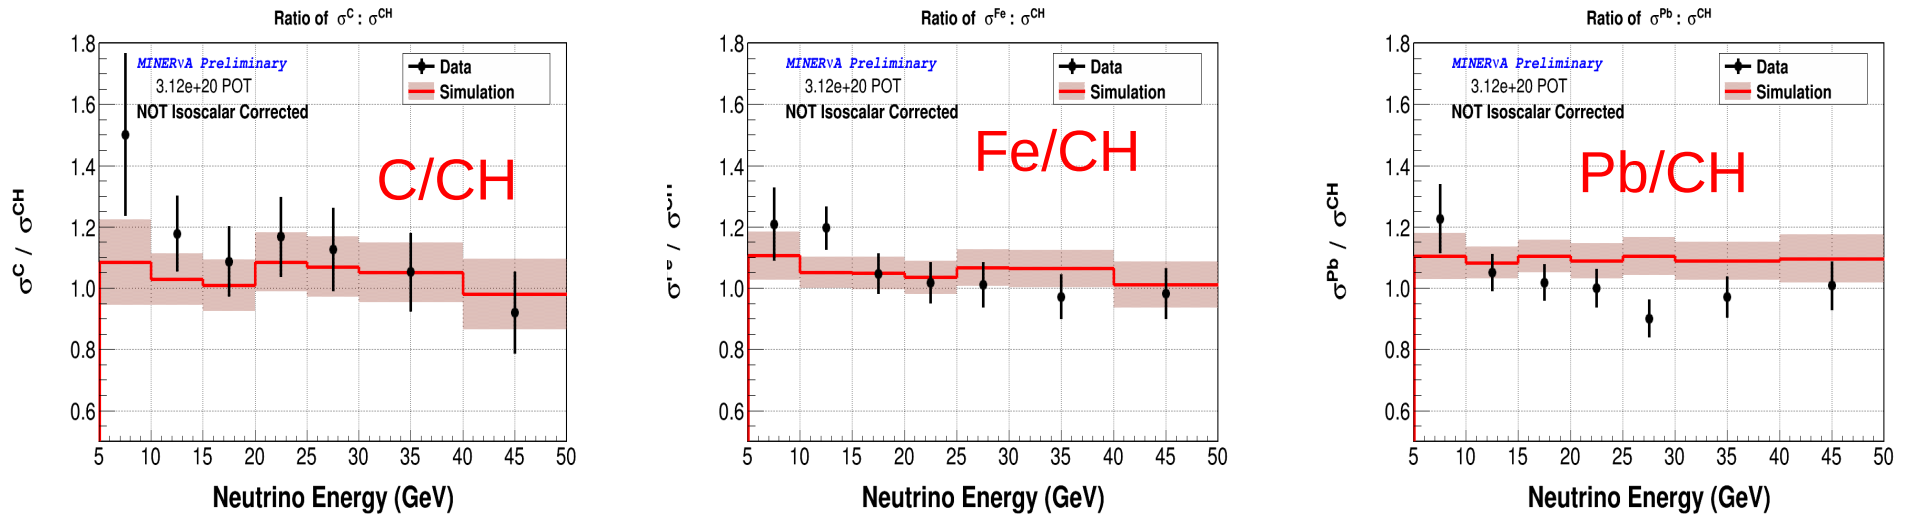 Ratio of σ^C : σ^CH
MINERνA Preliminary
3.12e+20 POT
NOT Isoscalar Corrected
Data
Simulation
C/CH
σ^C / σ^CH
1.8
1.6
1.4
1.2
1.0
0.8
0.6
5 10 15 20 25 30 35 40 45 50
Neutrino Energy (GeV)
Ratio of σ^Fe : σ^CH
MINERνA Preliminary
3.12e+20 POT
NOT Isoscalar Corrected
Data
Simulation
Fe/CH
σ^Fe / σ^CH
1.8
1.6
1.4
1.2
1.0
0.8
0.6
5 10 15 20 25 30 35 40 45 50
Neutrino Energy (GeV)
Ratio of σ^Pb : σ^CH
MINERνA Preliminary
3.12e+20 POT
NOT Isoscalar Corrected
Data
Simulation
Pb/CH
σ^Pb / σ^CH
1.8
1.6
1.4
1.2
1.0
0.8
0.6
5 10 15 20 25 30 35 40 45 50
Neutrino Energy (GeV)